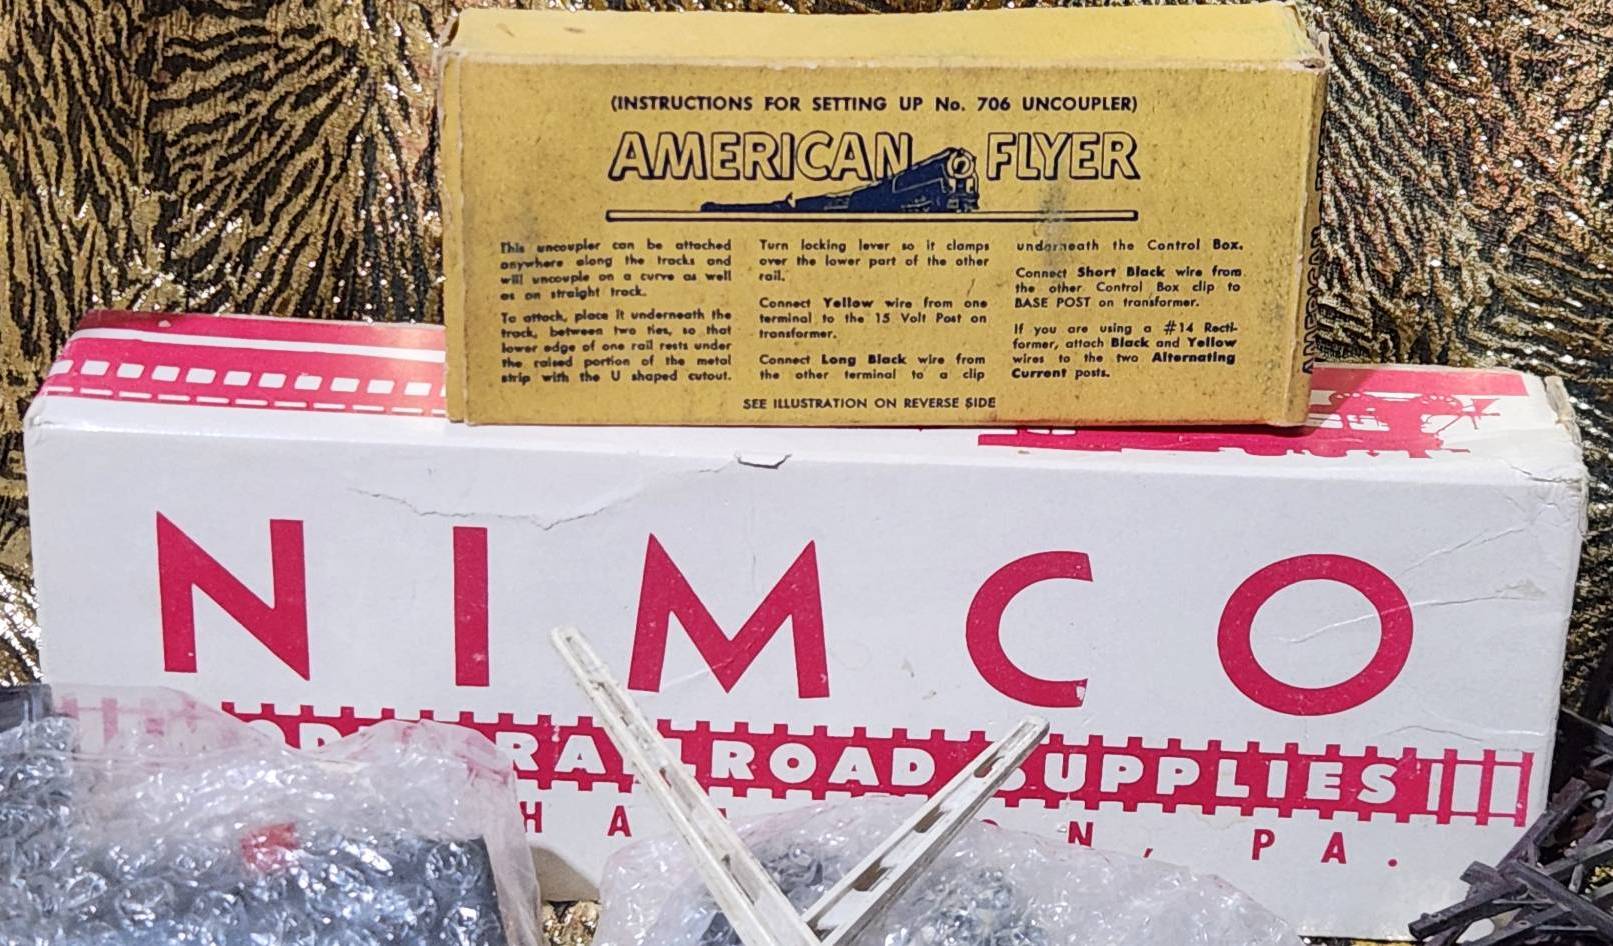 (INSTRUCTIONS FOR SETTING UP No. 706 UNCOUPLER)
AMERICAN FLYER
This uncoupler can be attached
anywhere along the tracks and
will uncouple on a curve as well
as on straight track.
To attach, place it underneath the
track, between two ties, so that
lower edge of one rail rests under
the raised portion of the metal
strip with the U shaped cutout.
Turn locking lever so it clamps
over the lower part of the other
rail.
Connect Yellow wire from one
terminal to the 15 Volt Post on
transformer.
Connect Long Black wire from
the other terminal to a clip
underneath the Control Box.
Connect Short Black wire from
the other Control Box clip to
BASE POST on transformer.
If you are using a #14 Recti-
former, attach Black and Yellow
wires to the two Alternating
Current posts.
SEE ILLUSTRATION ON REVERSE SIDE
AMERICAN
NIMCO
RAILROAD SUPPLIES
PA.